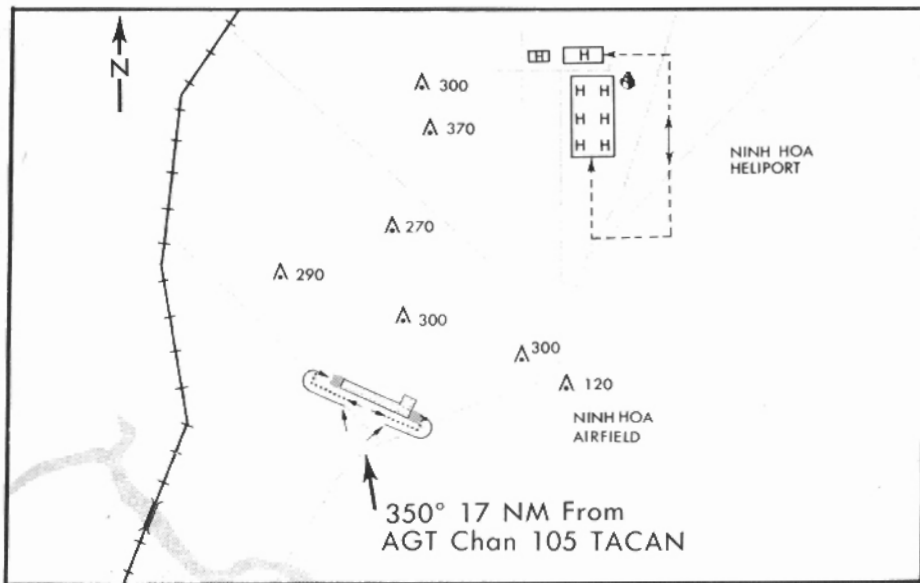 N
300
370
H
H
H H
H H
H H
NINH HOA
HELIPORT
270
290
300
300
120
NINH HOA
AIRFIELD
350° 17 NM From
AGT Chan 105 TACAN